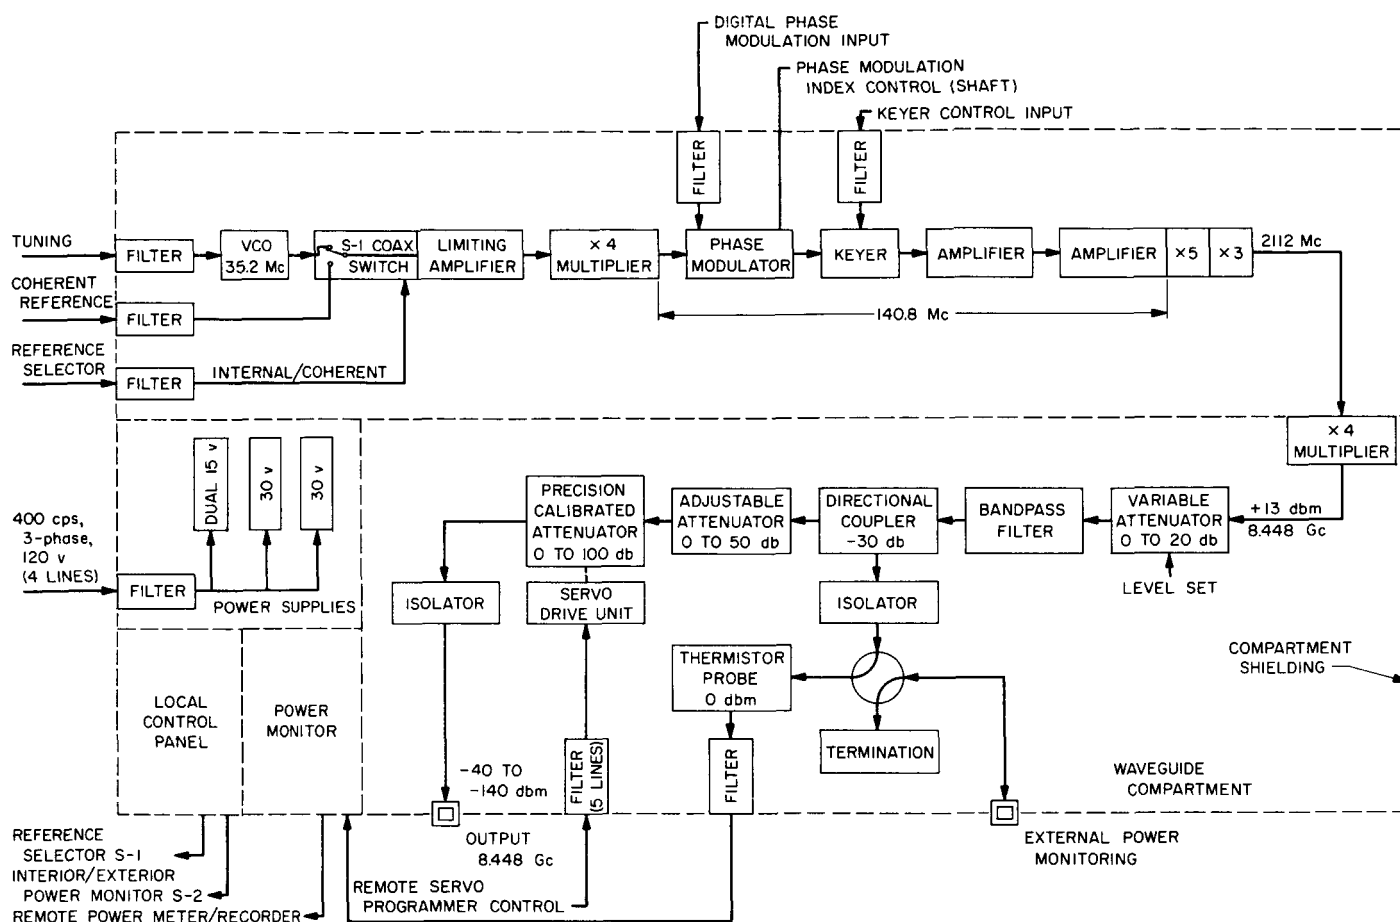 DIGITAL PHASE
MODULATION INPUT
PHASE MODULATION
INDEX CONTROL (SHAFT)
KEYER CONTROL INPUT
FILTER
FILTER
TUNING
FILTER
VCO
35.2 Mc
S-1 COAX
SWITCH
LIMITING
AMPLIFIER
×4
MULTIPLIER
PHASE
MODULATOR
KEYER
AMPLIFIER
AMPLIFIER
×5
×3
2112 Mc
COHERENT
REFERENCE
FILTER
140.8 Mc
REFERENCE
SELECTOR
FILTER
INTERNAL/COHERENT
×4
MULTIPLIER
DUAL 15 v
30 v
30 v
400 cps,
3-phase,
120 v
(4 LINES)
FILTER
POWER SUPPLIES
PRECISION
CALIBRATED
ATTENUATOR
0 TO 100 db
ADJUSTABLE
ATTENUATOR
0 TO 50 db
DIRECTIONAL
COUPLER
-30 db
BANDPASS
FILTER
VARIABLE
ATTENUATOR
0 TO 20 db
+13 dbm
8.448 Gc
LEVEL SET
ISOLATOR
SERVO
DRIVE UNIT
ISOLATOR
THERMISTOR
PROBE
0 dbm
COMPARTMENT
SHIELDING
LOCAL
CONTROL
PANEL
POWER
MONITOR
TERMINATION
-40 TO
-140 dbm
FILTER
(5 LINES)
FILTER
WAVEGUIDE
COMPARTMENT
OUTPUT
8.448 Gc
EXTERNAL POWER
MONITORING
REFERENCE
SELECTOR S-1
INTERIOR/EXTERIOR
POWER MONITOR S-2
REMOTE POWER METER/RECORDER
REMOTE SERVO
PROGRAMMER CONTROL